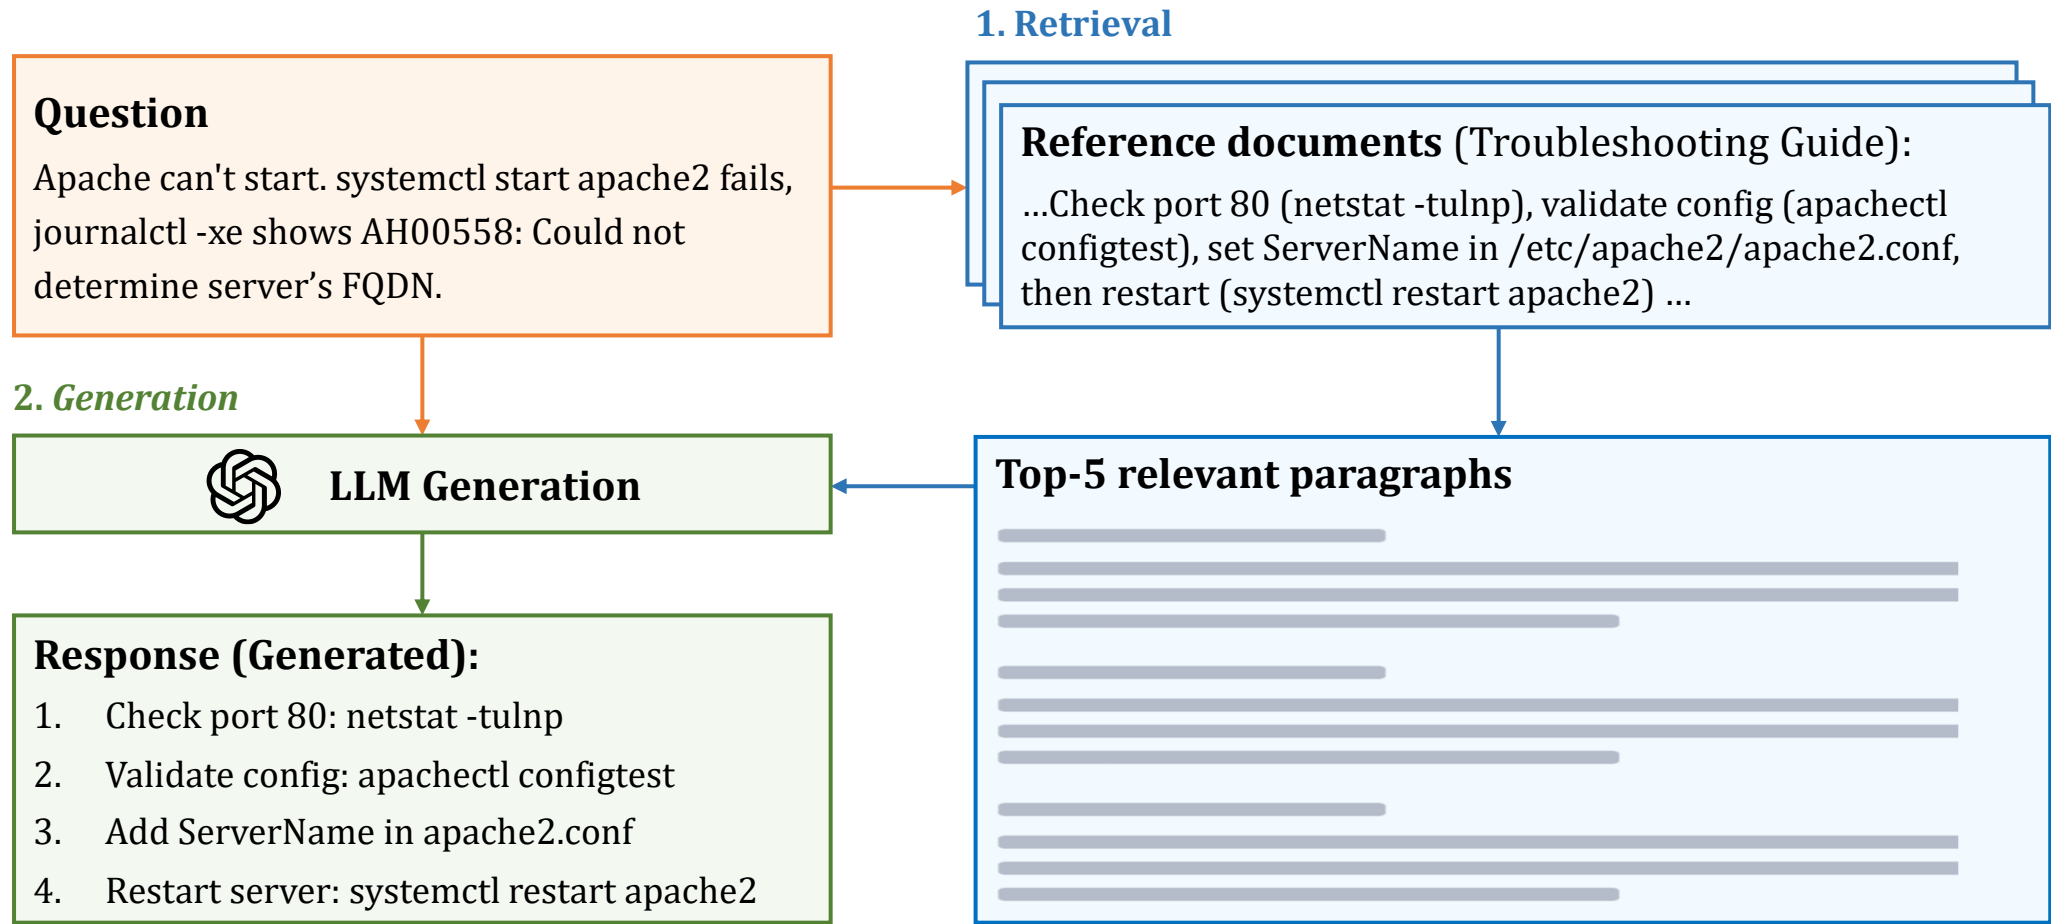 1. Retrieval
Question
Apache can't start. systemctl start apache2 fails,
journalctl -xe shows AH00558: Could not
determine server’s FQDN.
Reference documents (Troubleshooting Guide):
...Check port 80 (netstat -tulnp), validate config (apachectl
configtest), set ServerName in /etc/apache2/apache2.conf,
then restart (systemctl restart apache2) ...
2. Generation
LLM Generation
Top-5 relevant paragraphs
Response (Generated):
1. Check port 80: netstat -tulnp
2. Validate config: apachectl configtest
3. Add ServerName in apache2.conf
4. Restart server: systemctl restart apache2